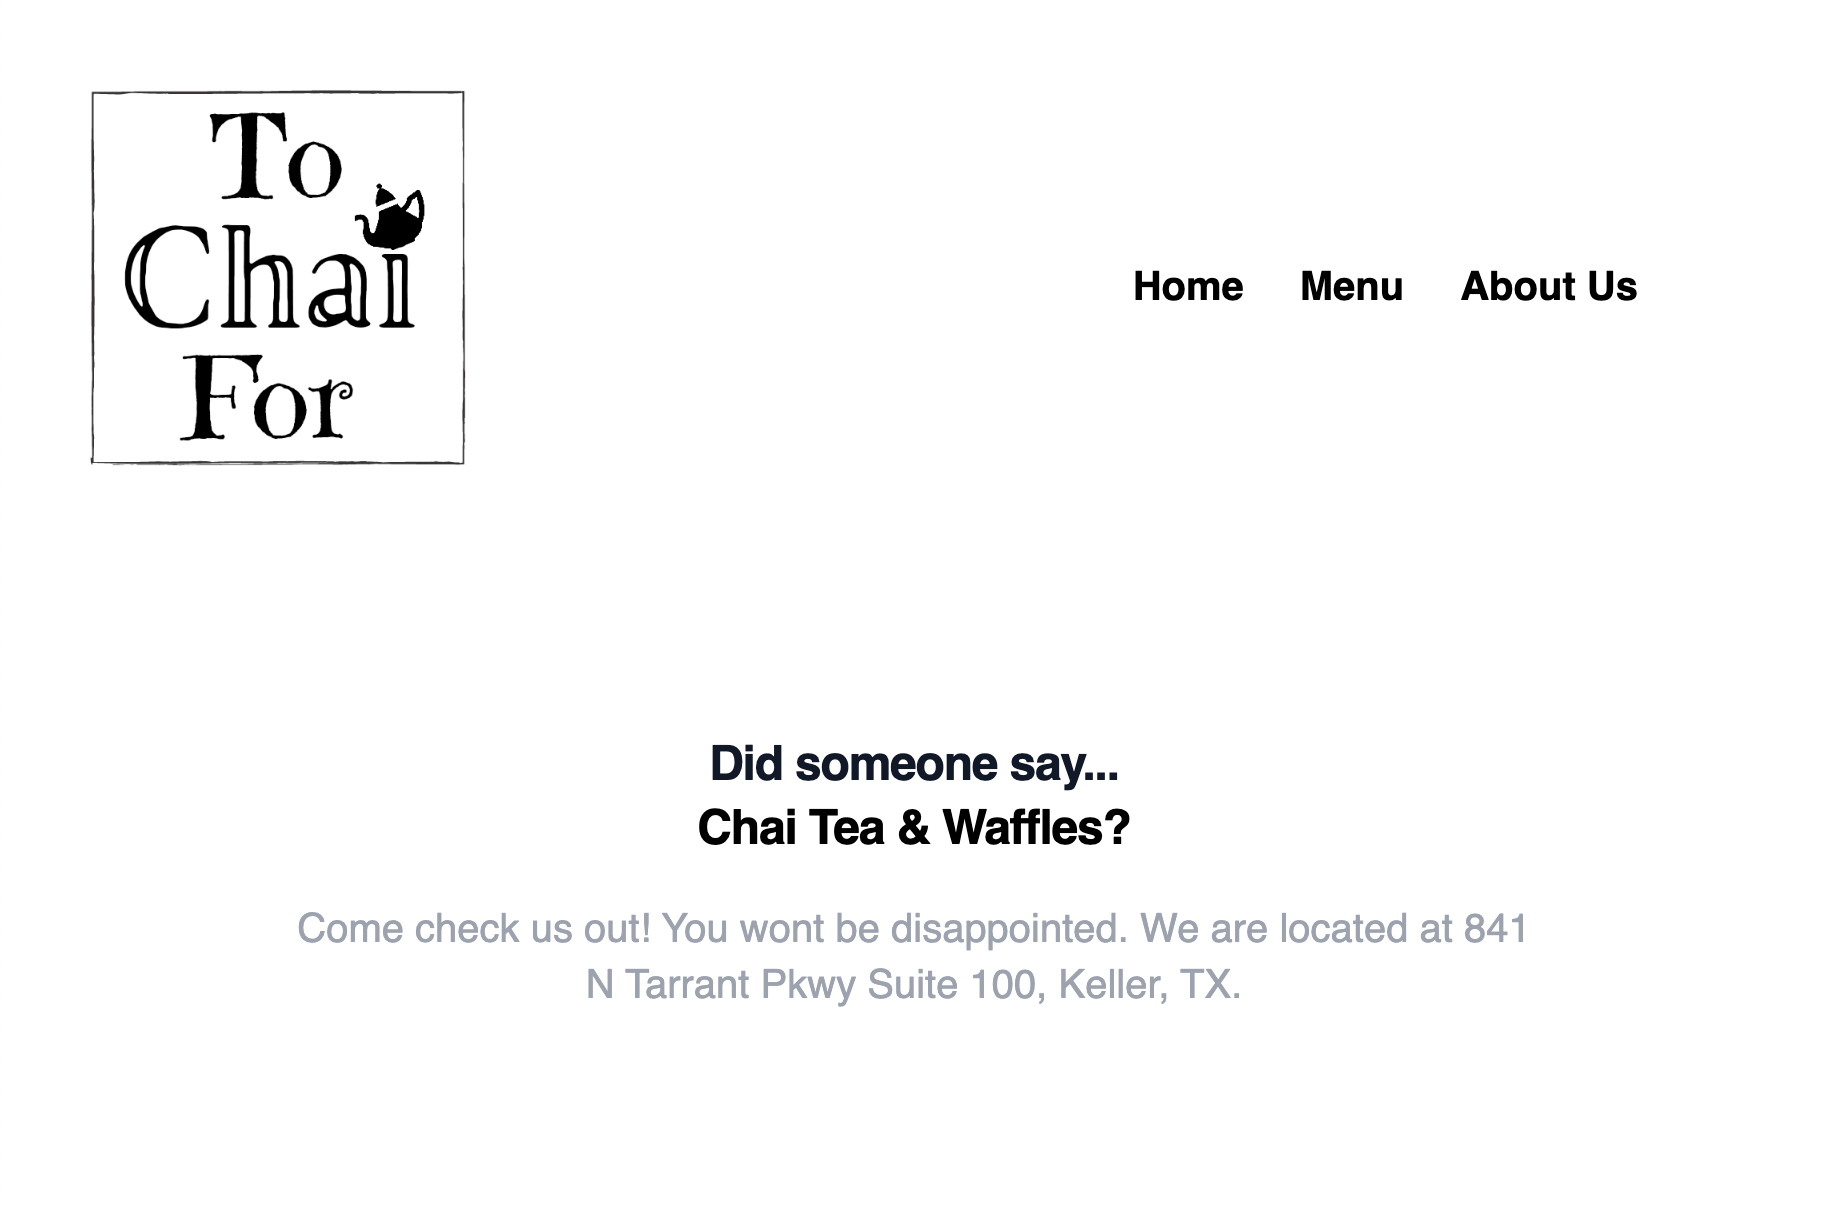 To
Chai
For
Home Menu About Us
Did someone say...
Chai Tea & Waffles?
Come check us out! You wont be disappointed. We are located at 841
N Tarrant Pkwy Suite 100, Keller, TX.